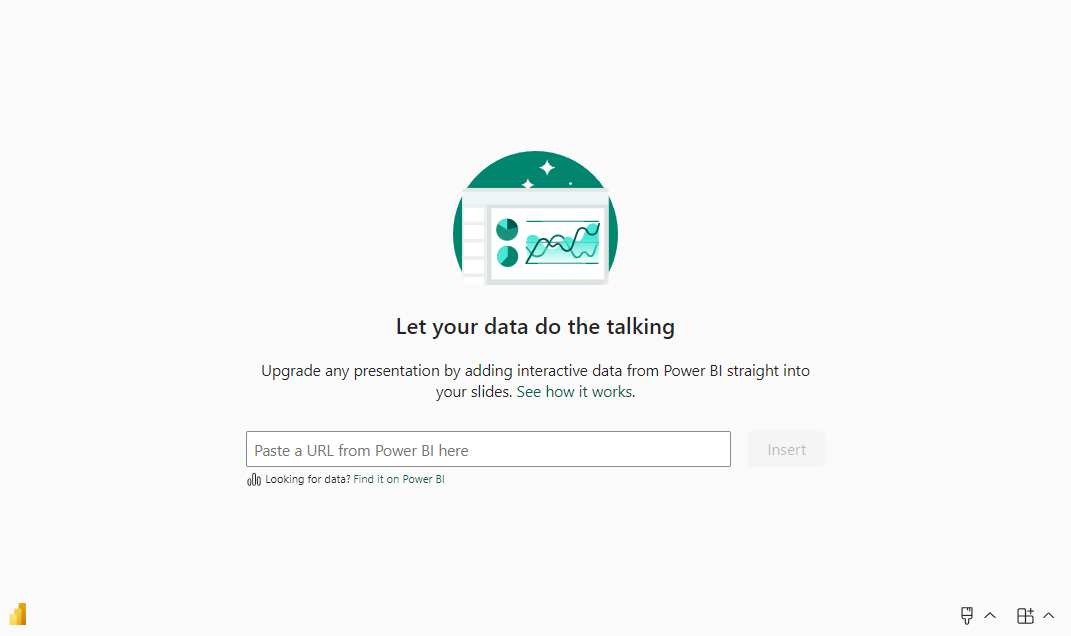 Let your data do the talking
Upgrade any presentation by adding interactive data from Power BI straight into
your slides. See how it works.
Paste a URL from Power BI here
Insert
Looking for data? Find it on Power BI